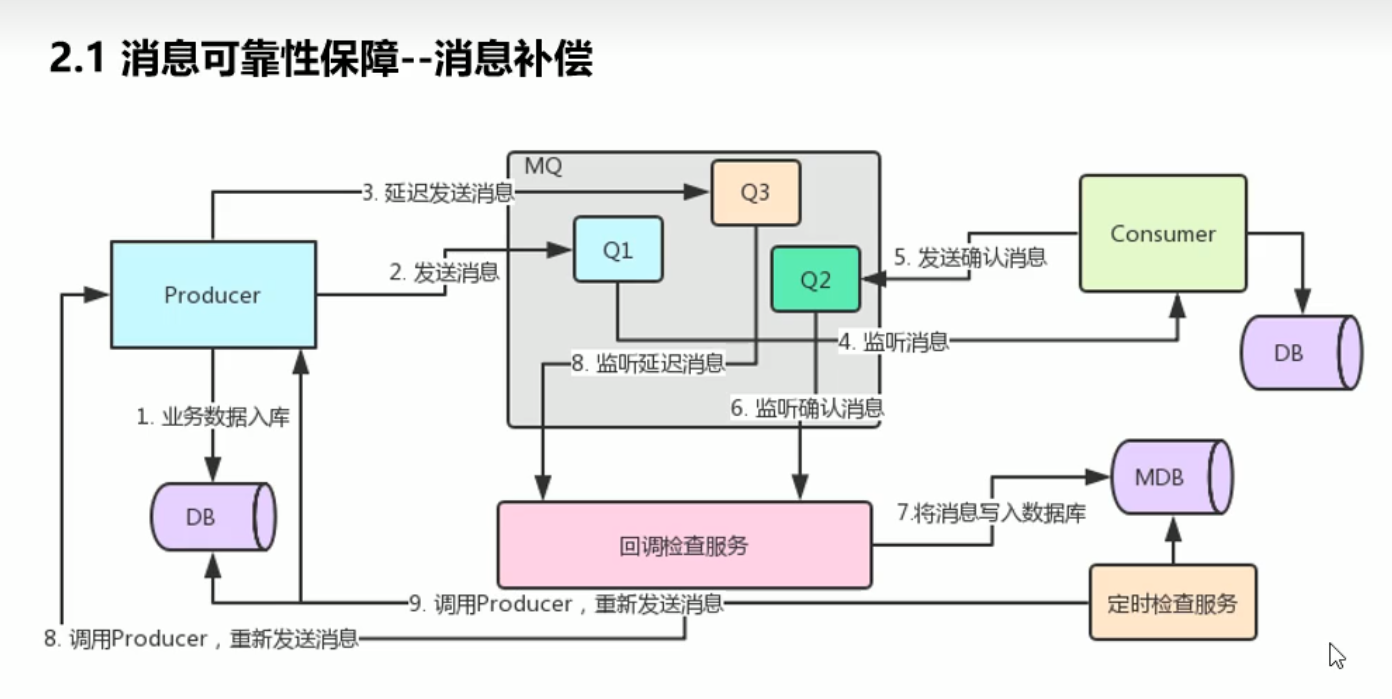 2.1 消息可靠性保障--消息补偿
MQ
3. 延迟发送消息
Q3
Q1
Consumer
2. 发送消息
5. 发送确认消息
Q2
Producer
4. 监听消息
DB
8. 监听延迟消息
1. 业务数据入库
6. 监听确认消息
MDB
DB
7.将消息写入数据库
回调检查服务
9. 调用Producer，重新发送消息
定时检查服务
8. 调用Producer，重新发送消息